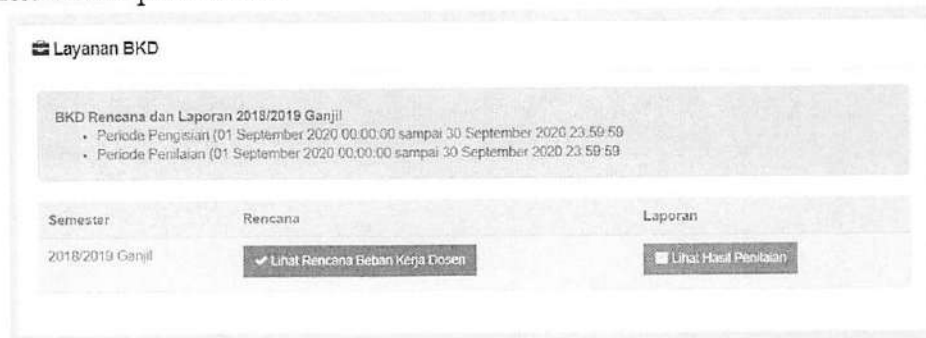 Layanan BKD
BKD Rencana dan Laporan 2018/2019 Ganjil
• Periode Pengisian (01 September 2020 00:00:00 sampai 30 September 2020 23:59:59
• Periode Penilaian (01 September 2020 00:00:00 sampai 30 September 2020 23:59:59
Semester Rencana Laporan
2018/2019 Ganjil Lihat Rencana Beban Kerja Dosen Lihat Hasil Penilaian